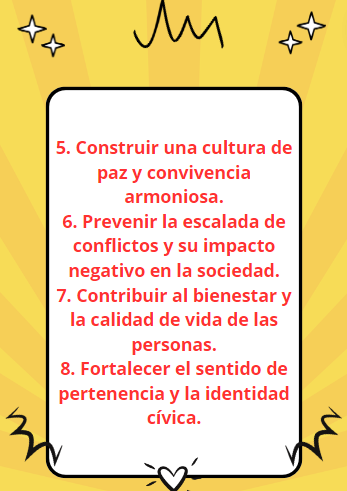 5. Construir una cultura de
paz y convivencia
armoniosa.
6. Prevenir la escalada de
conflictos y su impacto
negativo en la sociedad.
7. Contribuir al bienestar y
la calidad de vida de las
personas.
8. Fortalecer el sentido de
pertenencia y la identidad
cívica.